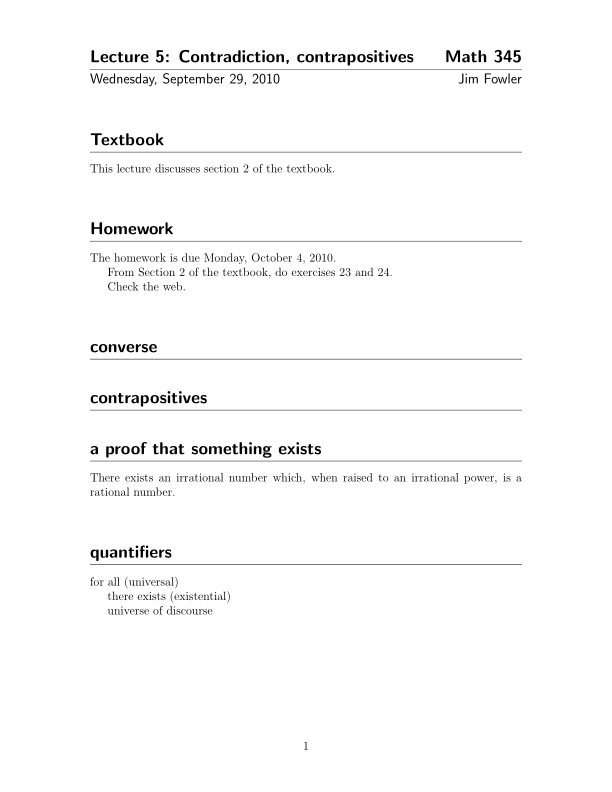 Lecture 5: Contradiction, contrapositives Math 345
Wednesday, September 29, 2010 Jim Fowler
Textbook
This lecture discusses section 2 of the textbook.
Homework
The homework is due Monday, October 4, 2010.
From Section 2 of the textbook, do exercises 23 and 24.
Check the web.
converse
contrapositives
a proof that something exists
There exists an irrational number which, when raised to an irrational power, is a
rational number.
quantifiers
for all (universal)
there exists (existential)
universe of discourse
1